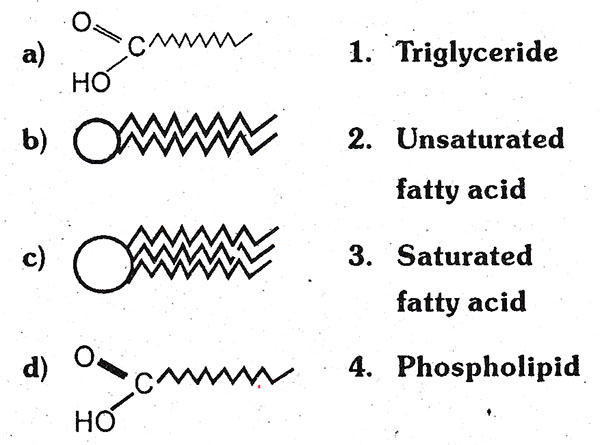 a) O C HO 1. Triglyceride
b) 2. Unsaturated
fatty acid
c) 3. Saturated
fatty acid
d) O C HO 4. Phospholipid